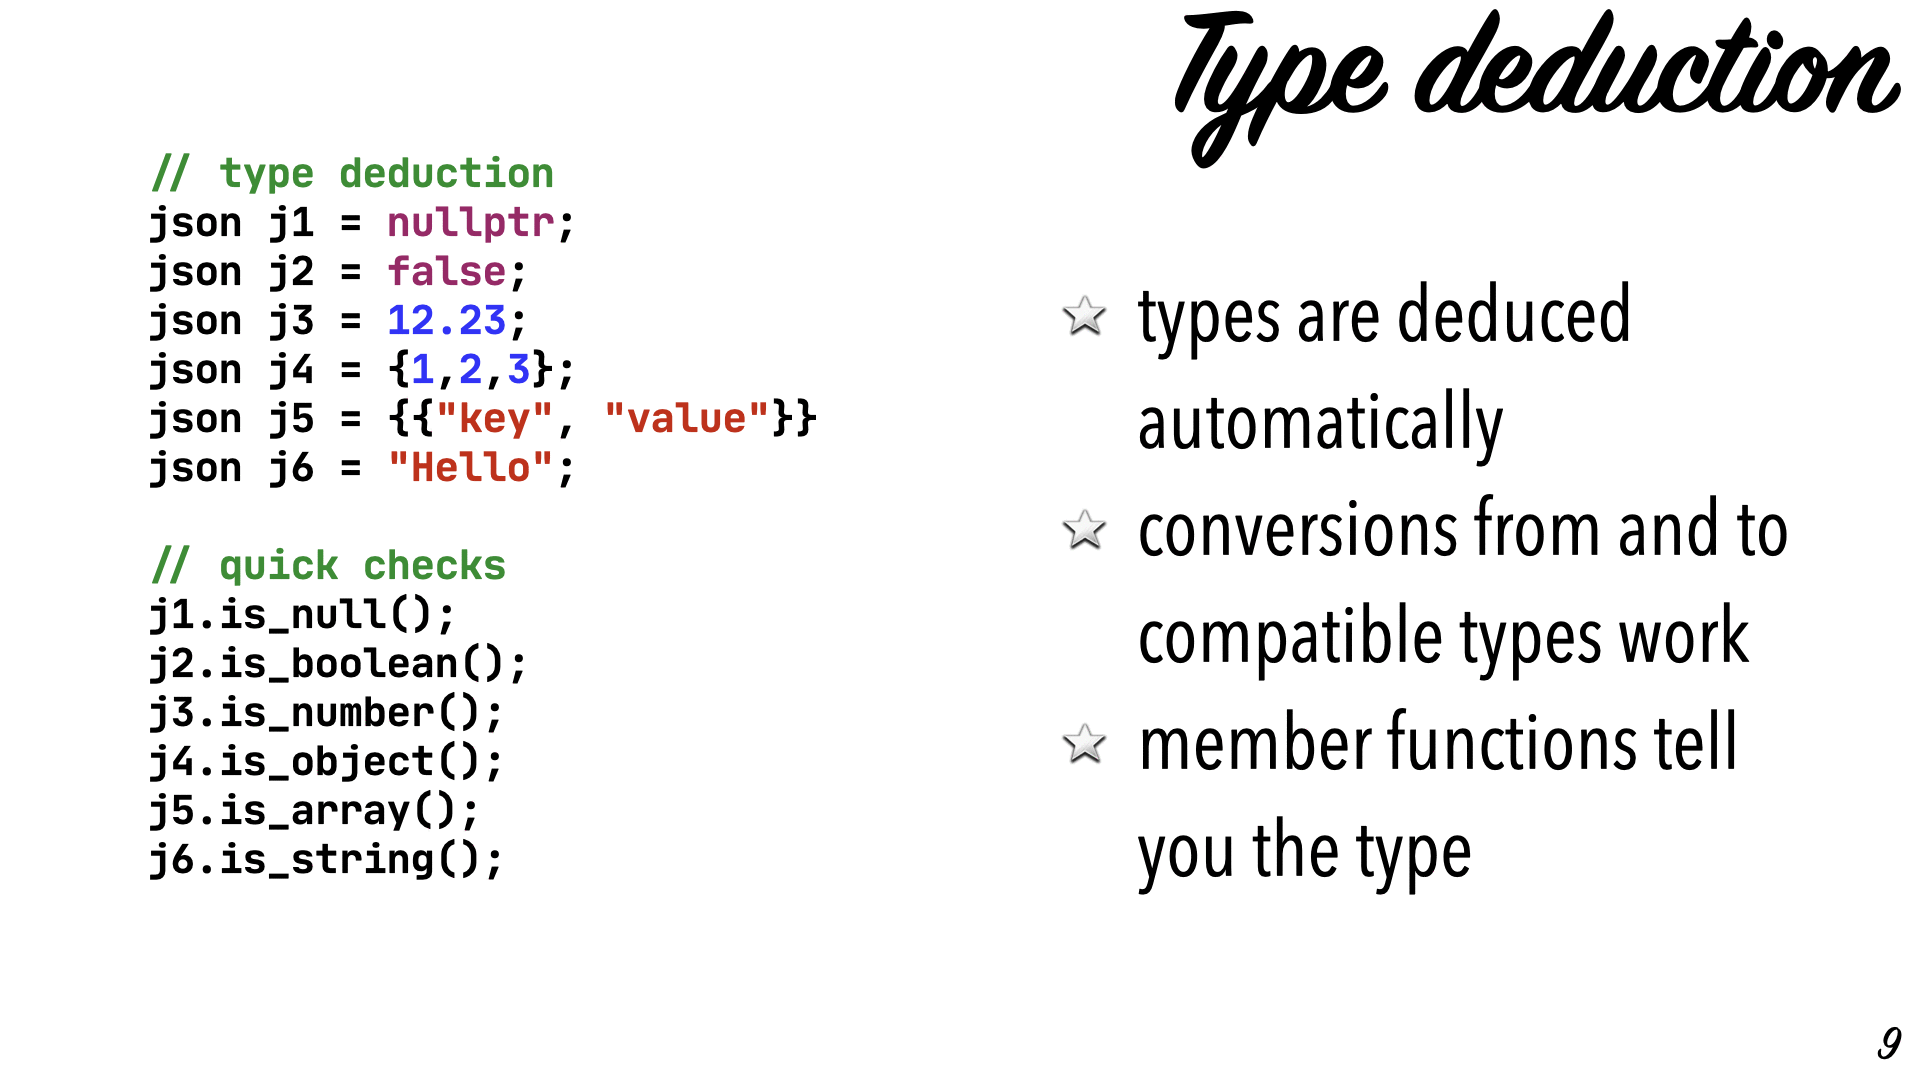 Type deduction
// type deduction
json j1 = nullptr;
json j2 = false;
json j3 = 12.23;
json j4 = {1,2,3};
json j5 = {{"key", "value"}}
json j6 = "Hello";
// quick checks
j1.is_null();
j2.is_boolean();
j3.is_number();
j4.is_object();
j5.is_array();
j6.is_string();
types are deduced
automatically
conversions from and to
compatible types work
member functions tell
you the type
9